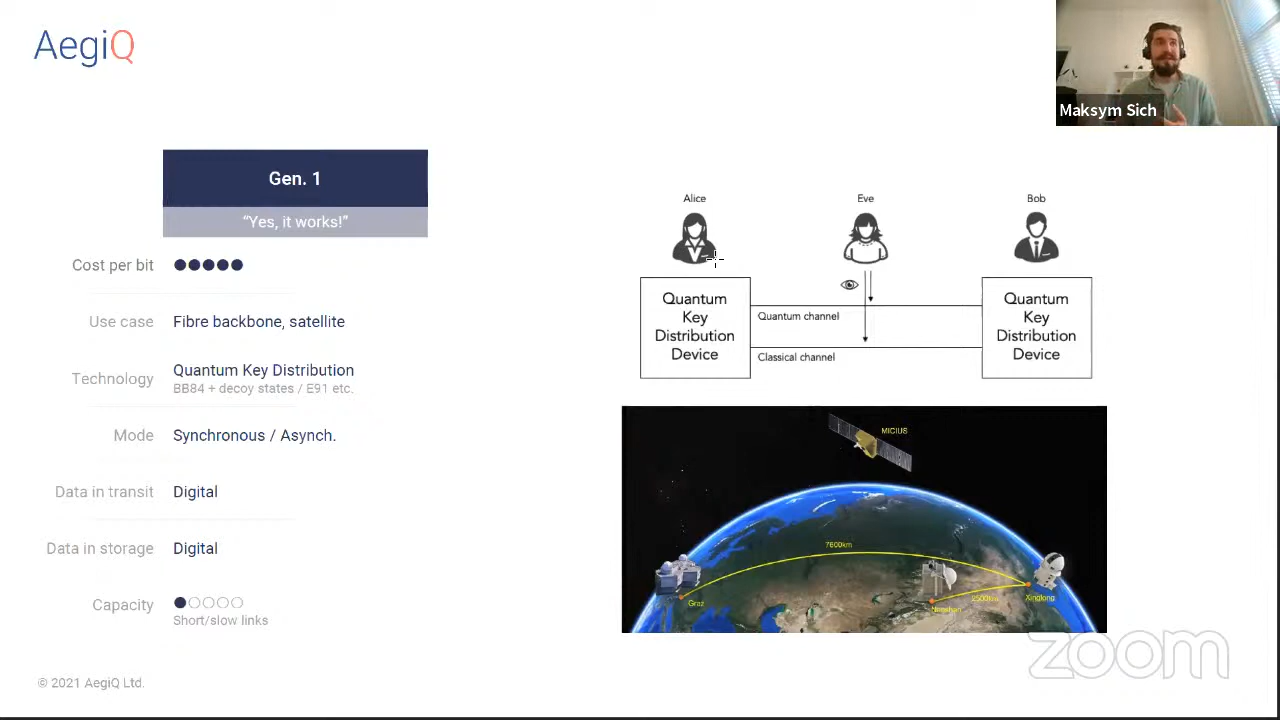 AegiQ
Maksym Sich
Gen. 1
“Yes, it works!”
Cost per bit
Use case
Fibre backbone, satellite
Technology
Quantum Key Distribution
BB84 + decoy states / E91 etc.
Mode
Synchronous / Asynch.
Data in transit
Digital
Data in storage
Digital
Capacity
Short/slow links
Alice
Eve
Bob
Quantum
Key
Distribution
Device
Quantum channel
Classical channel
Quantum
Key
Distribution
Device
MICIUS
7600km
Graz
Nanshan
2500km
Xinglong
zoom
© 2021 AegiQ Ltd.